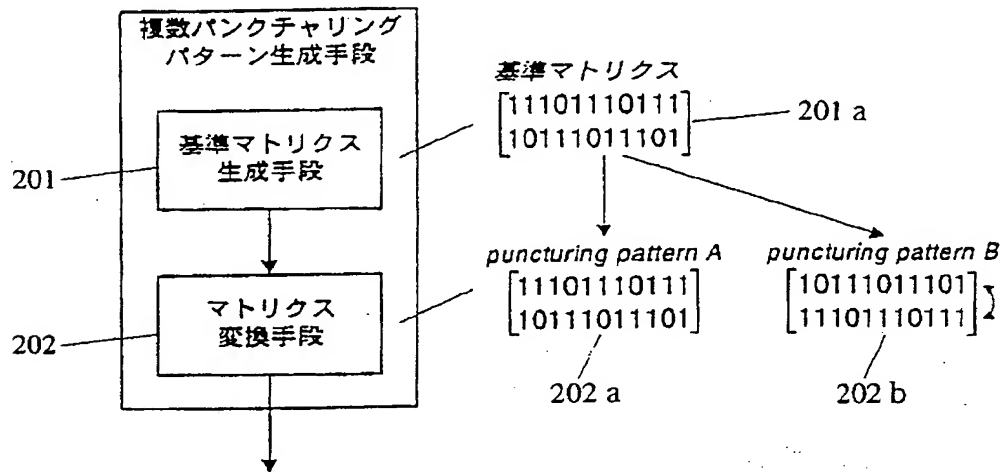 複数パンクチャリング
パターン生成手段
基準マトリクス
生成手段
201
マトリクス
変換手段
202
基準マトリクス
11101110111
10111011101
201 a
puncturing pattern A
11101110111
10111011101
202 a
puncturing pattern B
10111011101
11101110111
202 b